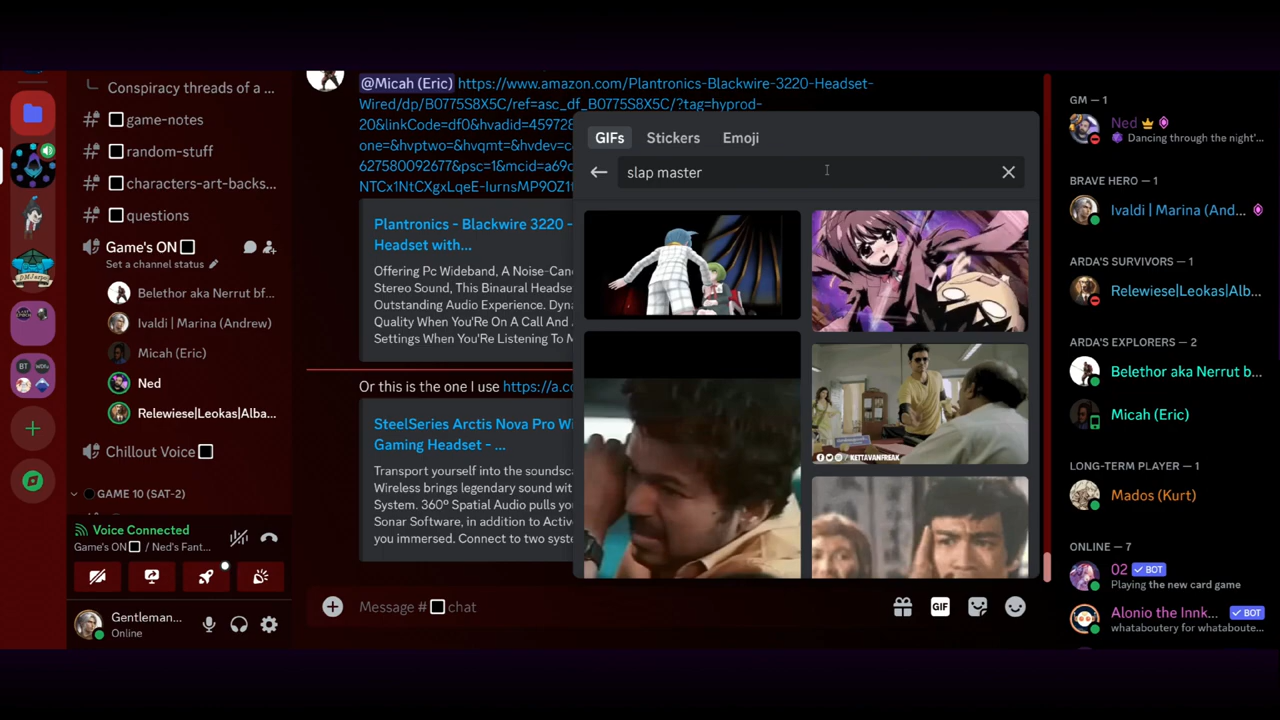 Conspiracy threads of a ...
game-notes
random-stuff
characters-art-backs...
questions
Game's ON
Set a channel status
Belethor aka Nerrut bf...
Ivaldi | Marina (Andrew)
Micah (Eric)
Ned
Relewiese|Leokas|Alba...
Chillout Voice
GAME 10 (SAT-2)
Voice Connected
Game's ON / Ned's Fant...
Gentleman...
Online
@Micah (Eric) https://www.amazon.com/Plantronics-Blackwire-3220-Headset-
Wired/dp/B0775S8X5C/ref=asc_df_B0775S8X5C/?tag=hyprod-
20&linkCode=df0&hvadid=459728
one=&hvptwo=&hvqmt=&hvdev=c
627580092677&psc=1&mcid=a69c
Plantronics - Blackwire 3220 -
Headset with...
Offering Pc Wideband, A Noise-Canc
Stereo Sound, This Binaural Headse
Outstanding Audio Experience. Dyna
Quality When You'Re On A Call And
Settings When You'Re Listening To M
Or this is the one I use https://a.co
SteelSeries Arctis Nova Pro Wi
Gaming Headset - ...
Transport yourself into the soundsca
Wireless brings legendary sound wit
System. 360º Spatial Audio pulls yo
Sonar Software, in addition to Active
you immersed. Connect to two syste
Message # chat
GIF
GIFs
Stickers
Emoji
slap master
/KETTAVANFREAK
GM — 1
Ned
Dancing through the night'...
BRAVE HERO — 1
Ivaldi | Marina (And...
ARDA'S SURVIVORS — 1
Relewiese|Leokas|Alb...
ARDA'S EXPLORERS — 2
Belethor aka Nerrut b...
Micah (Eric)
LONG-TERM PLAYER — 1
Mados (Kurt)
ONLINE — 7
02 BOT
Playing the new card game
Alonio the Innk... BOT
whataboutery for whataboute...